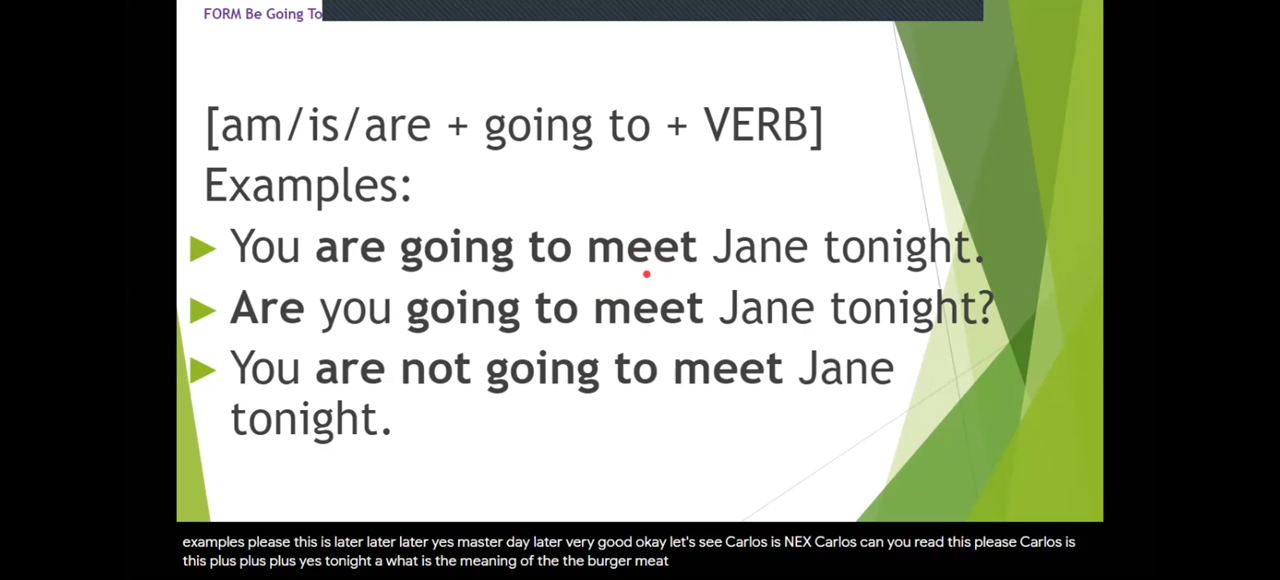 FORM Be Going To
[am/is/are + going to + VERB]
Examples:
You are going to meet Jane tonight.
Are you going to meet Jane tonight?
You are not going to meet Jane
tonight.
examples please this is later later later yes master day later very good okay let's see Carlos is NEX Carlos can you read this please Carlos is
this plus plus plus yes tonight a what is the meaning of the the burger meat